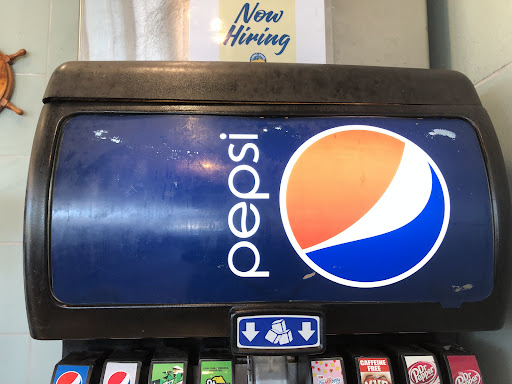 Now
Hiring
pepsi
CAFFEINE
FREE
Dr Pepper
Dr Pepper